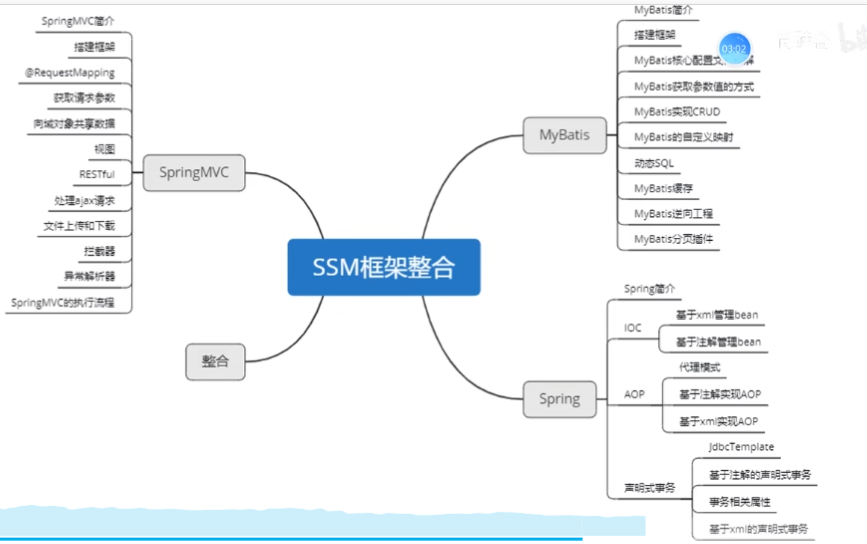 SpringMVC简介
搭建框架
@RequestMapping
获取请求参数
向域对象共享数据
视图
RESTful
处理ajax请求
文件上传和下载
拦截器
异常解析器
SpringMVC的执行流程
SpringMVC
整合
SSM框架整合
MyBatis
MyBatis简介
搭建框架
MyBatis核心配置文
解
MyBatis获取参数值的方式
MyBatis实现CRUD
MyBatis的自定义映射
动态SQL
MyBatis缓存
MyBatis逆向工程
MyBatis分页插件
03:02
Spring
Spring简介
IOC
基于xml管理bean
基于注解管理bean
AOP
代理模式
基于注解实现AOP
基于xml实现AOP
声明式事务
JdbcTemplate
基于注解的声明式事务
事务相关属性
基于xml的声明式事务